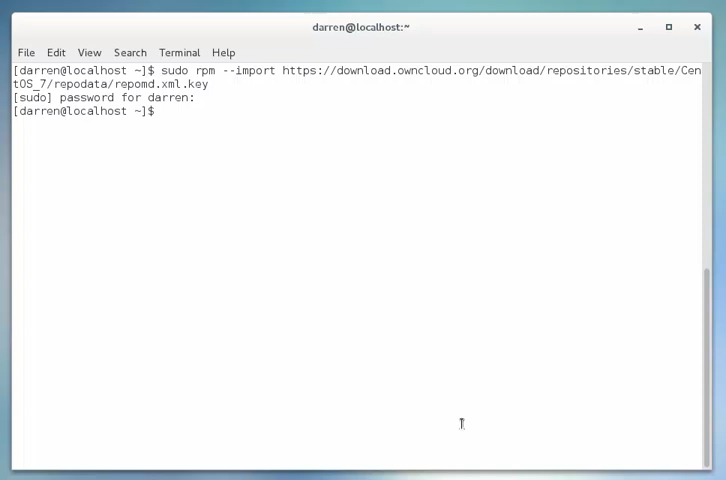 darren@localhost:~
File Edit View Search Terminal Help
[darren@localhost ~]$ sudo rpm --import https://download.owncloud.org/download/repositories/stable/Cen
tOS_7/repodata/repomd.xml.key
[sudo] password for darren:
[darren@localhost ~]$